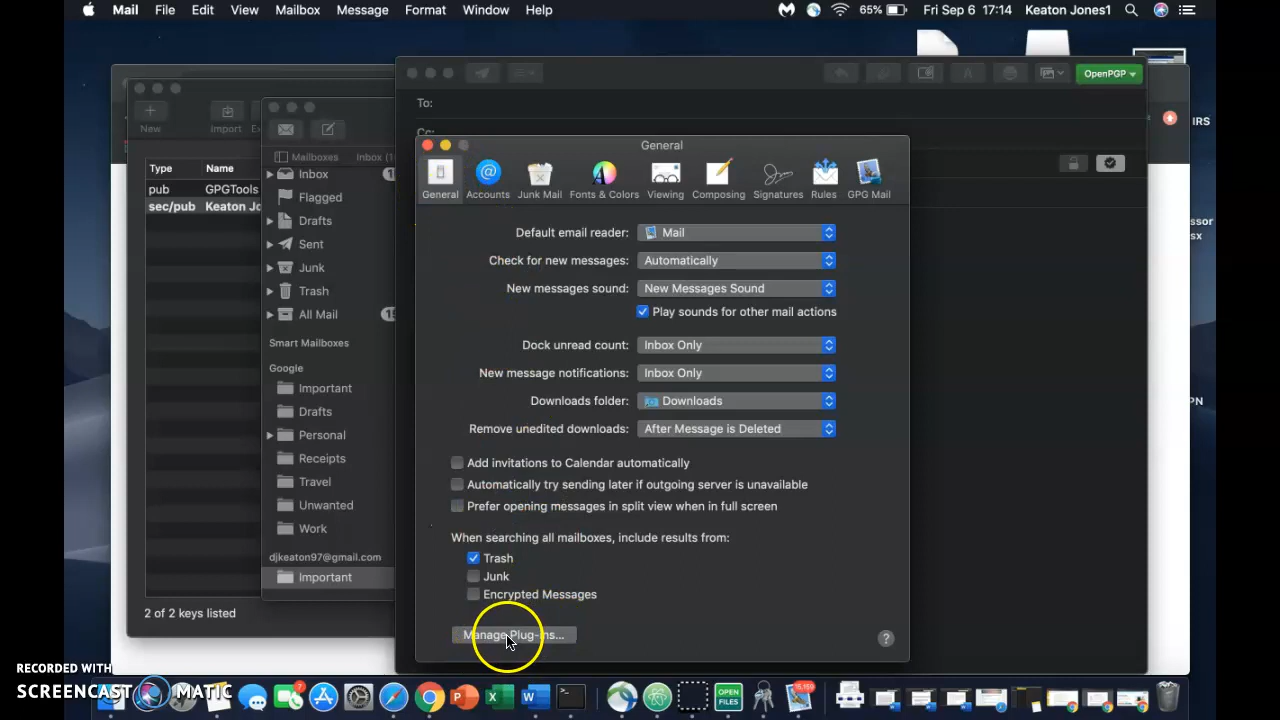 Mail File Edit View Mailbox Message Format Window Help 65% Fri Sep 6 17:14 Keaton Jones1
OpenPGP
To:
Cc:
New Import
IRS
Type Name
pub GPGTools
sec/pub Keaton Jo
2 of 2 keys listed
Mailboxes Inbox (1
Inbox
Flagged
Drafts
Sent
Junk
Trash
All Mail
Smart Mailboxes
Google
Important
Drafts
Personal
Receipts
Travel
Unwanted
Work
djkeaton97@gmail.com
Important
General
General Accounts Junk Mail Fonts & Colors Viewing Composing Signatures Rules GPG Mail
Default email reader: Mail
Check for new messages: Automatically
New messages sound: New Messages Sound
Play sounds for other mail actions
Dock unread count: Inbox Only
New message notifications: Inbox Only
Downloads folder: Downloads
Remove unedited downloads: After Message is Deleted
Add invitations to Calendar automatically
Automatically try sending later if outgoing server is unavailable
Prefer opening messages in split view when in full screen
When searching all mailboxes, include results from:
Trash
Junk
Encrypted Messages
Manage Plug-ins...
?
ssor
sx
PN
RECORDED WITH
SCREENCAST MATIC
OPEN
FILES
7